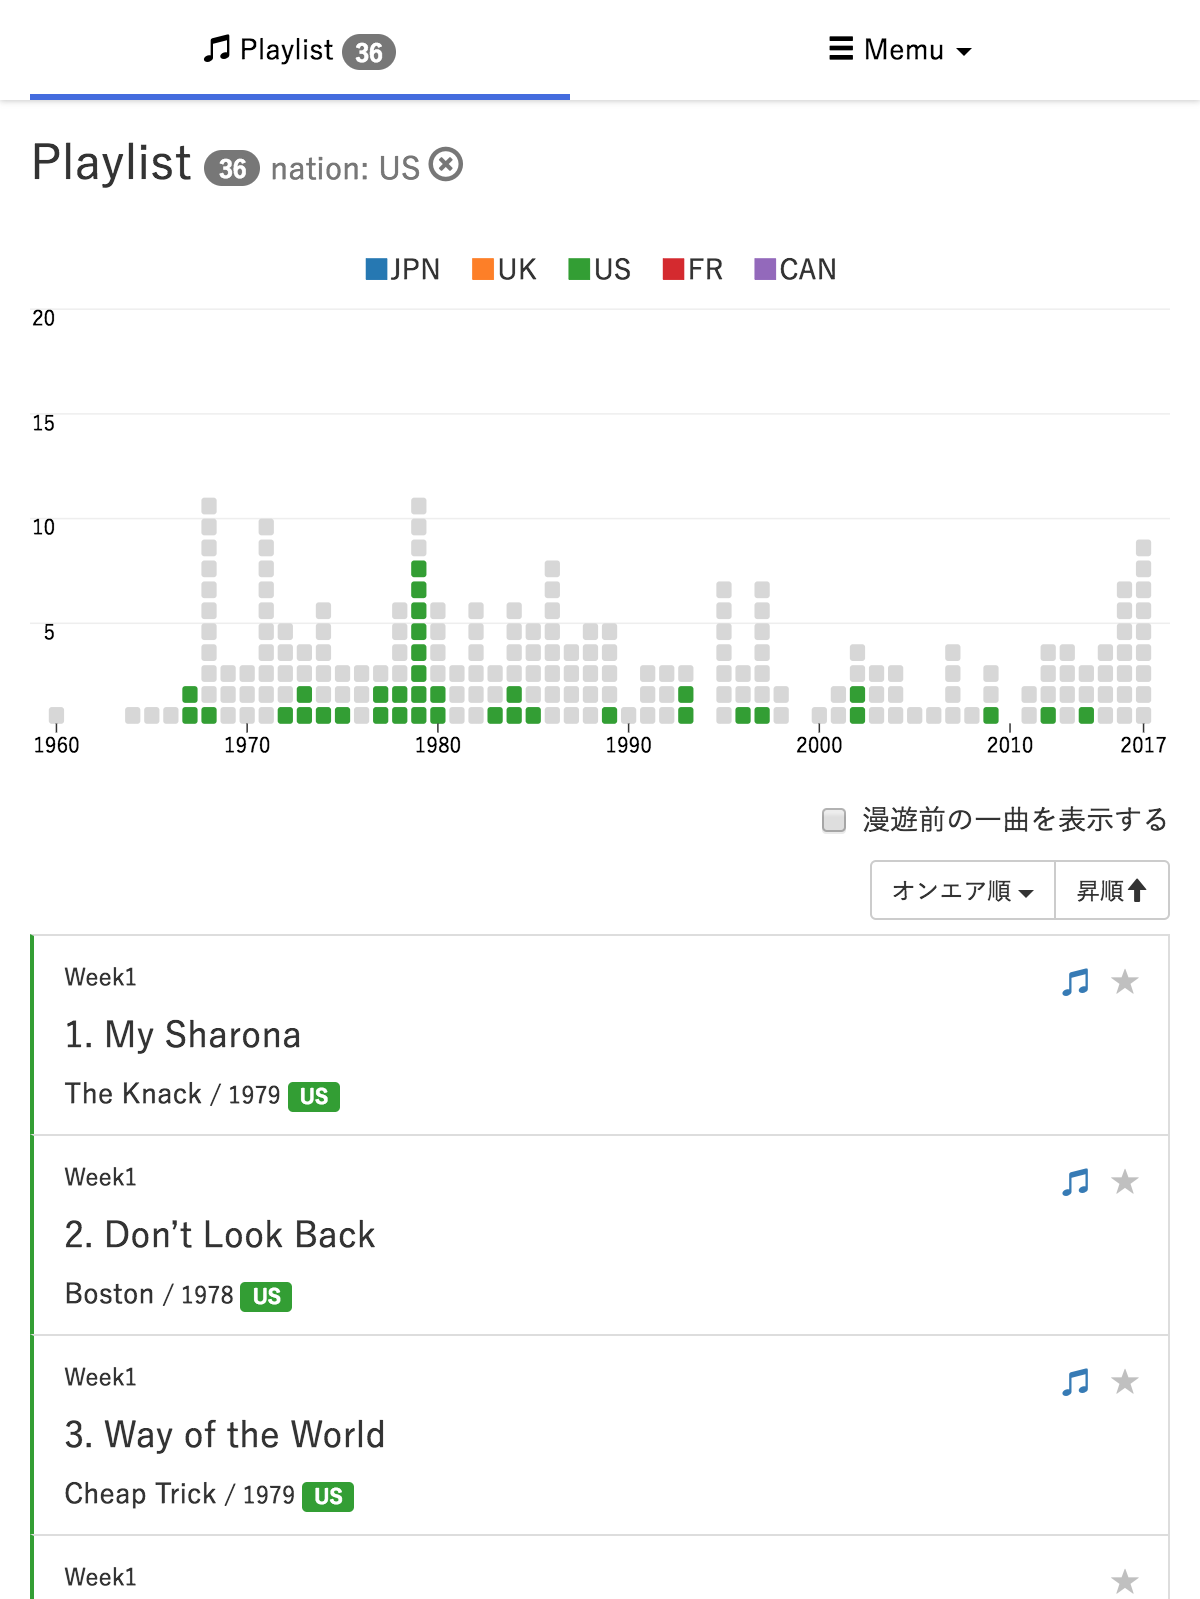 Playlist 36
Memu
Playlist 36 nation: US
JPN UK US FR CAN
20
15
10
5
1960 1970 1980 1990 2000 2010 2017
漫遊前の一曲を表示する
オンエア順 昇順
Week1
1. My Sharona
The Knack / 1979 US
Week1
2. Don’t Look Back
Boston / 1978 US
Week1
3. Way of the World
Cheap Trick / 1979 US
Week1